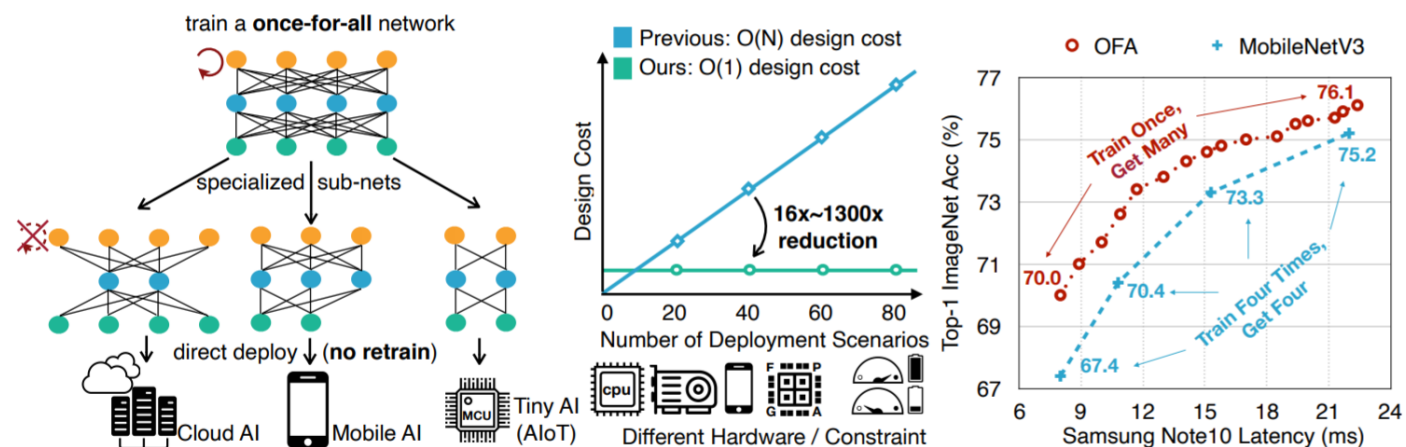 train a once-for-all network
specialized sub-nets
direct deploy (no retrain)
Cloud AI
Mobile AI
MCU
Tiny AI
(AIoT)
Previous: O(N) design cost
Ours: O(1) design cost
Design Cost
16x~1300x
reduction
0 20 40 60 80
Number of Deployment Scenarios
cpu
F P
G A
Different Hardware / Constraint
OFA MobileNetV3
Top-1 ImageNet Acc (%)
77
75
73
71
69
67
Train Once,
Get Many
76.1
75.2
73.3
70.0
70.4
67.4
Train Four Times,
Get Four
6 9 12 15 18 21 24
Samsung Note10 Latency (ms)